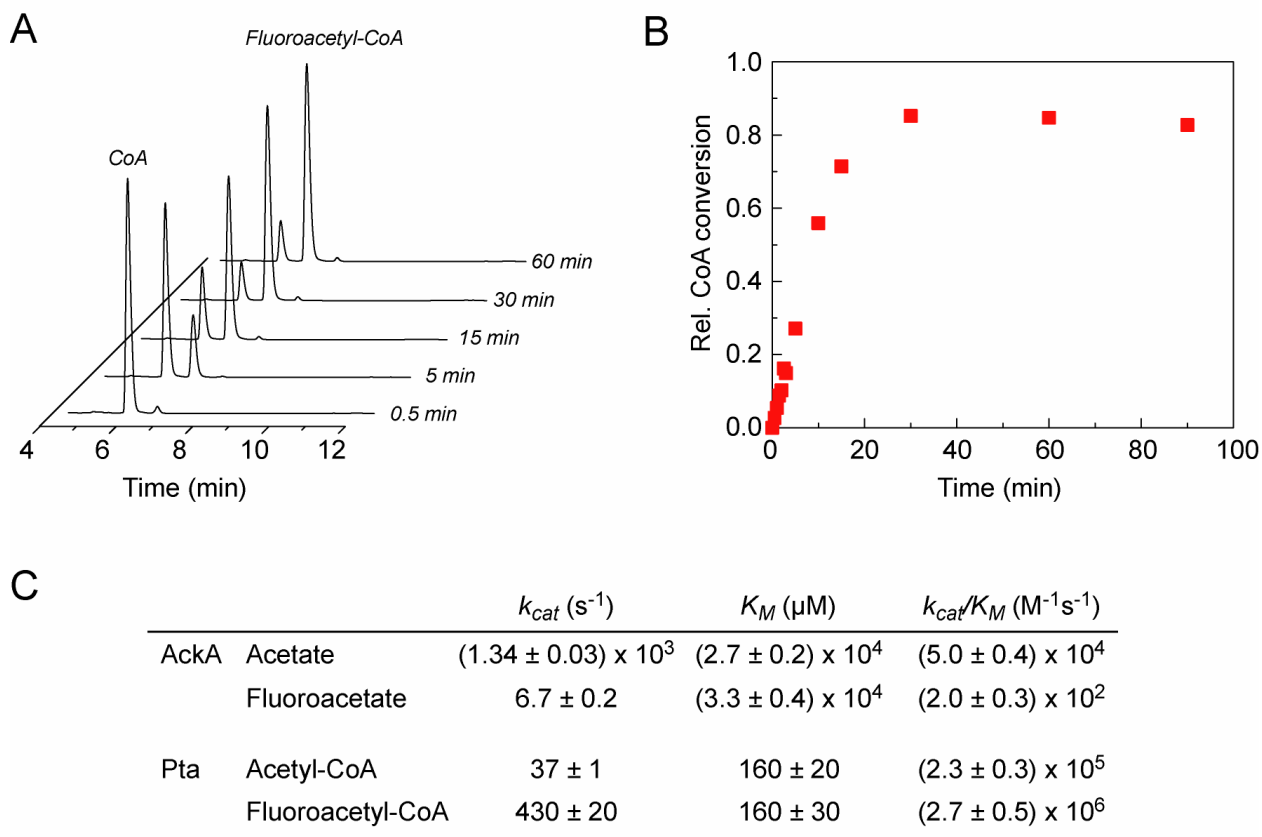 A
Fluoroacetyl-CoA
CoA
60 min
30 min
15 min
5 min
0.5 min
4 6 8 10 12
Time (min)
B
1.0
0.8
0.6
0.4
0.2
0.0
Rel. CoA conversion
0 20 40 60 80 100
Time (min)
C
kcat (s-1) KM (µM) kcat/KM (M-1s-1)
AckA Acetate (1.34 ± 0.03) x 10³ (2.7 ± 0.2) x 10⁴ (5.0 ± 0.4) x 10⁴
Fluoroacetate 6.7 ± 0.2 (3.3 ± 0.4) x 10⁴ (2.0 ± 0.3) x 10²
Pta Acetyl-CoA 37 ± 1 160 ± 20 (2.3 ± 0.3) x 10⁵
Fluoroacetyl-CoA 430 ± 20 160 ± 30 (2.7 ± 0.5) x 10⁶